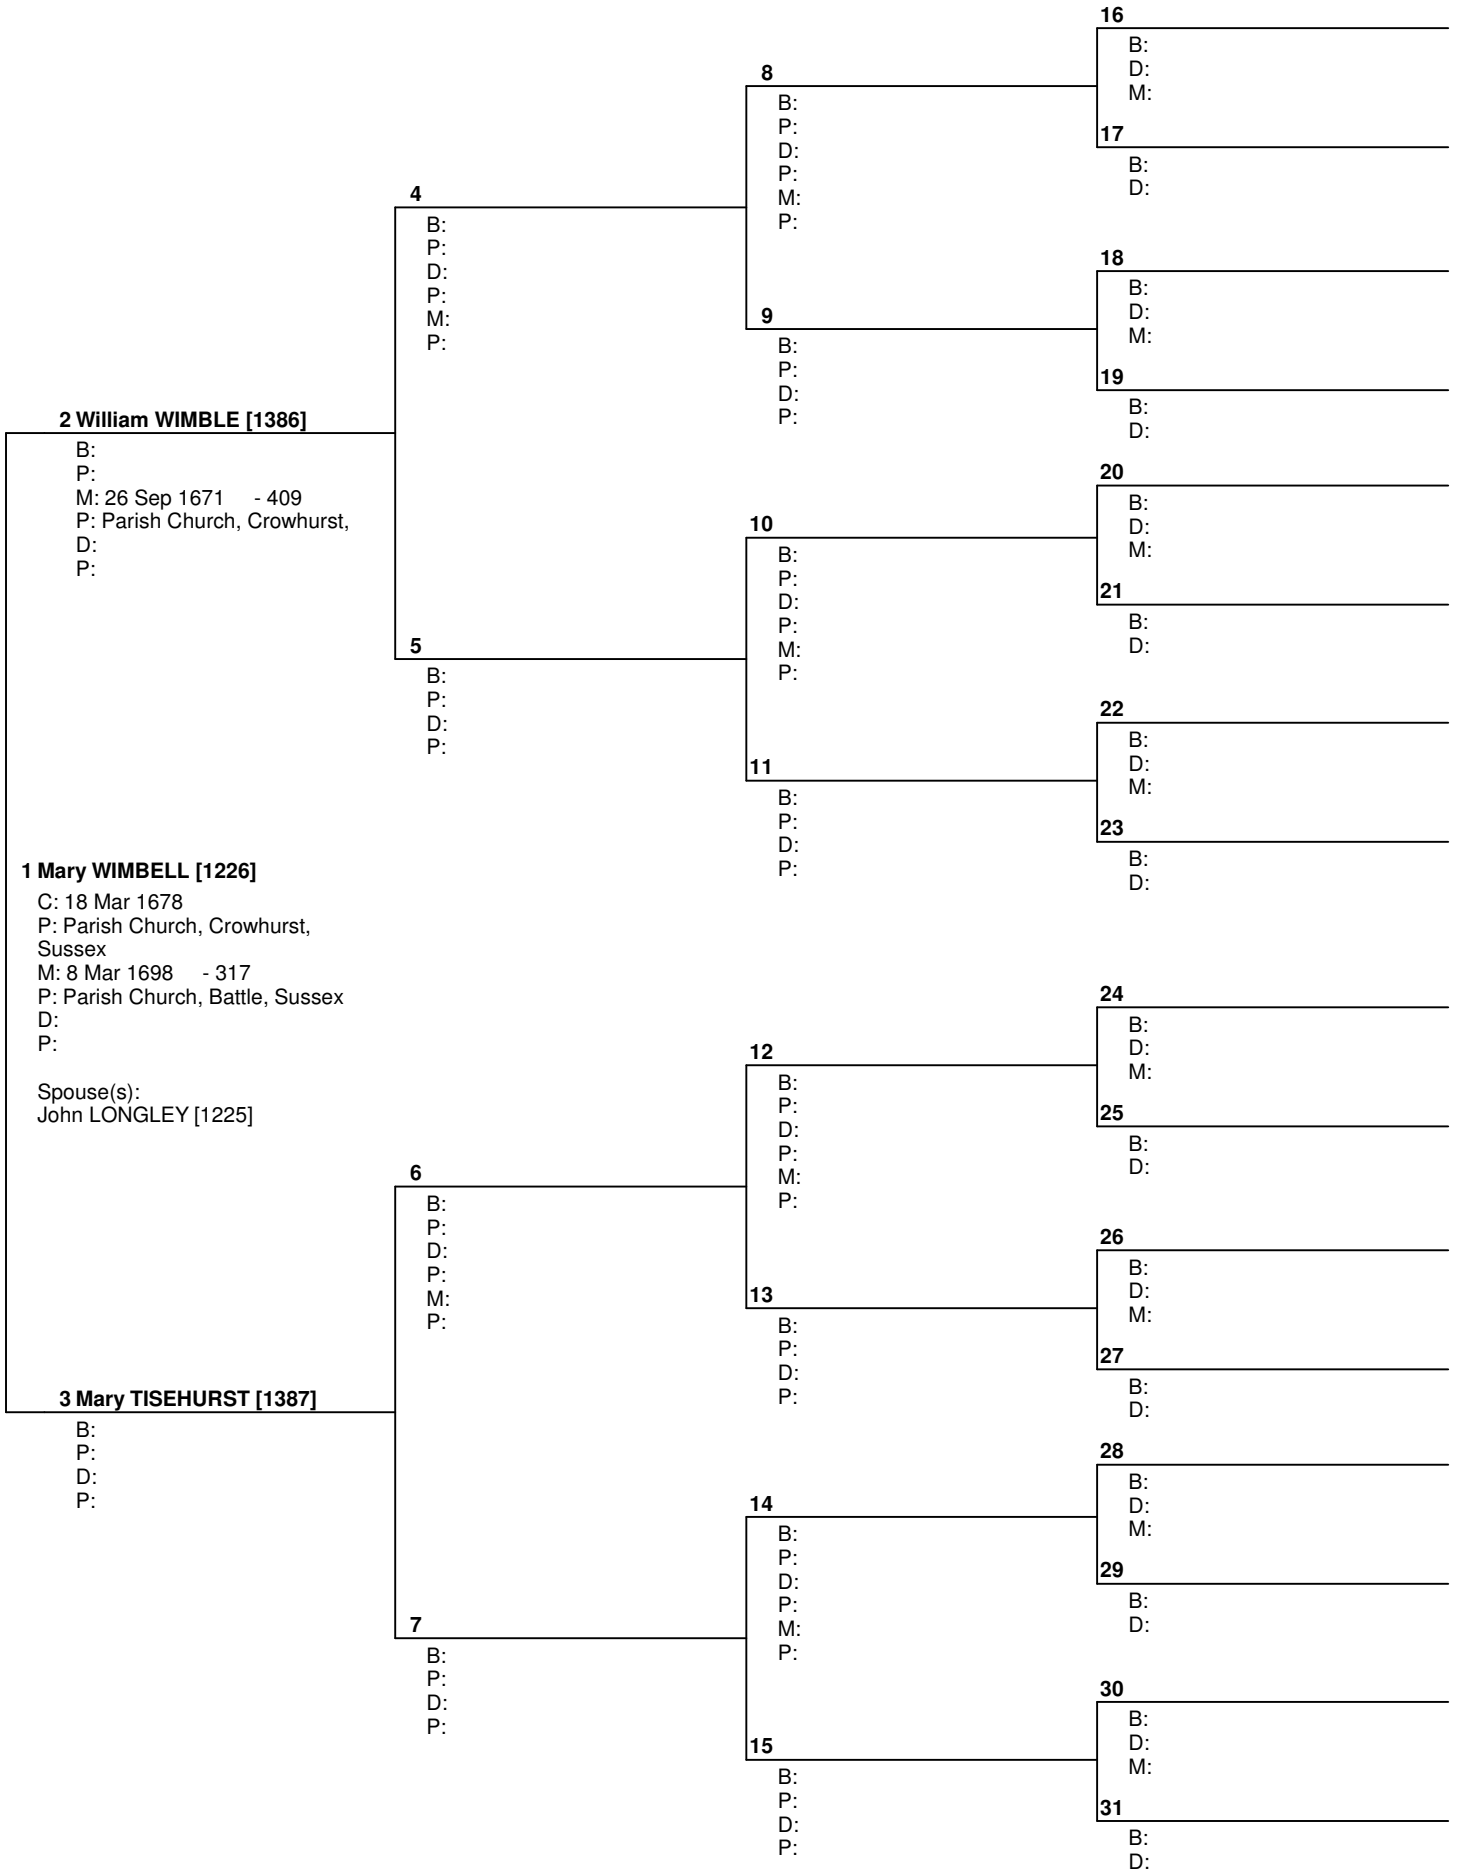 16
B:
D:
M:
8
B:
P:
D:
P:
M:
P:
17
B:
D:
4
B:
P:
D:
P:
M:
P:
18
B:
D:
M:
9
B:
P:
D:
P:
19
B:
D:
2 William WIMBLE [1386]
B:
P:
M: 26 Sep 1671 - 409
P: Parish Church, Crowhurst,
D:
P:
20
B:
D:
M:
10
B:
P:
D:
P:
M:
P:
21
B:
D:
5
B:
P:
D:
P:
22
B:
D:
M:
11
B:
P:
D:
P:
23
B:
D:
1 Mary WIMBELL [1226]
C: 18 Mar 1678
P: Parish Church, Crowhurst,
Sussex
M: 8 Mar 1698 - 317
P: Parish Church, Battle, Sussex
D:
P:
Spouse(s):
John LONGLEY [1225]
24
B:
D:
M:
12
B:
P:
D:
P:
M:
P:
25
B:
D:
6
B:
P:
D:
P:
M:
P:
26
B:
D:
M:
13
B:
P:
D:
P:
27
B:
D:
3 Mary TISEHURST [1387]
B:
P:
D:
P:
28
B:
D:
M:
14
B:
P:
D:
P:
M:
P:
29
B:
D:
7
B:
P:
D:
P:
30
B:
D:
M:
15
B:
P:
D:
P:
31
B:
D: